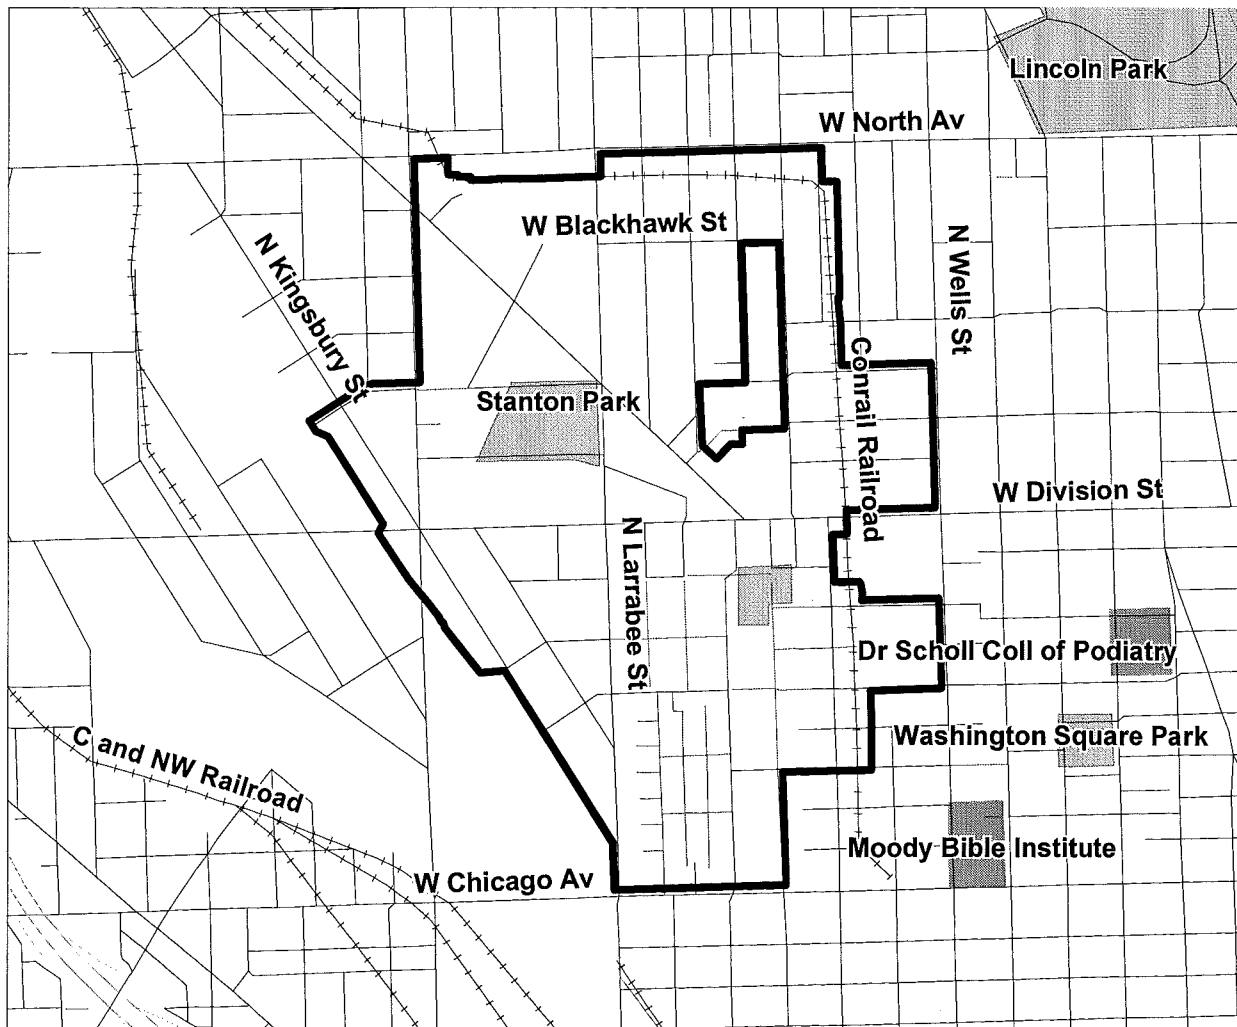 Lincoln Park
W North Av
W Blackhawk St
N Kingsbury St
N Wells St
Conrail Railroad
Stanton Park
W Division St
N Larrabee St
Dr Scholl Coll of Podiatry
Washington Square Park
C and NW Railroad
Moody Bible Institute
W Chicago Av